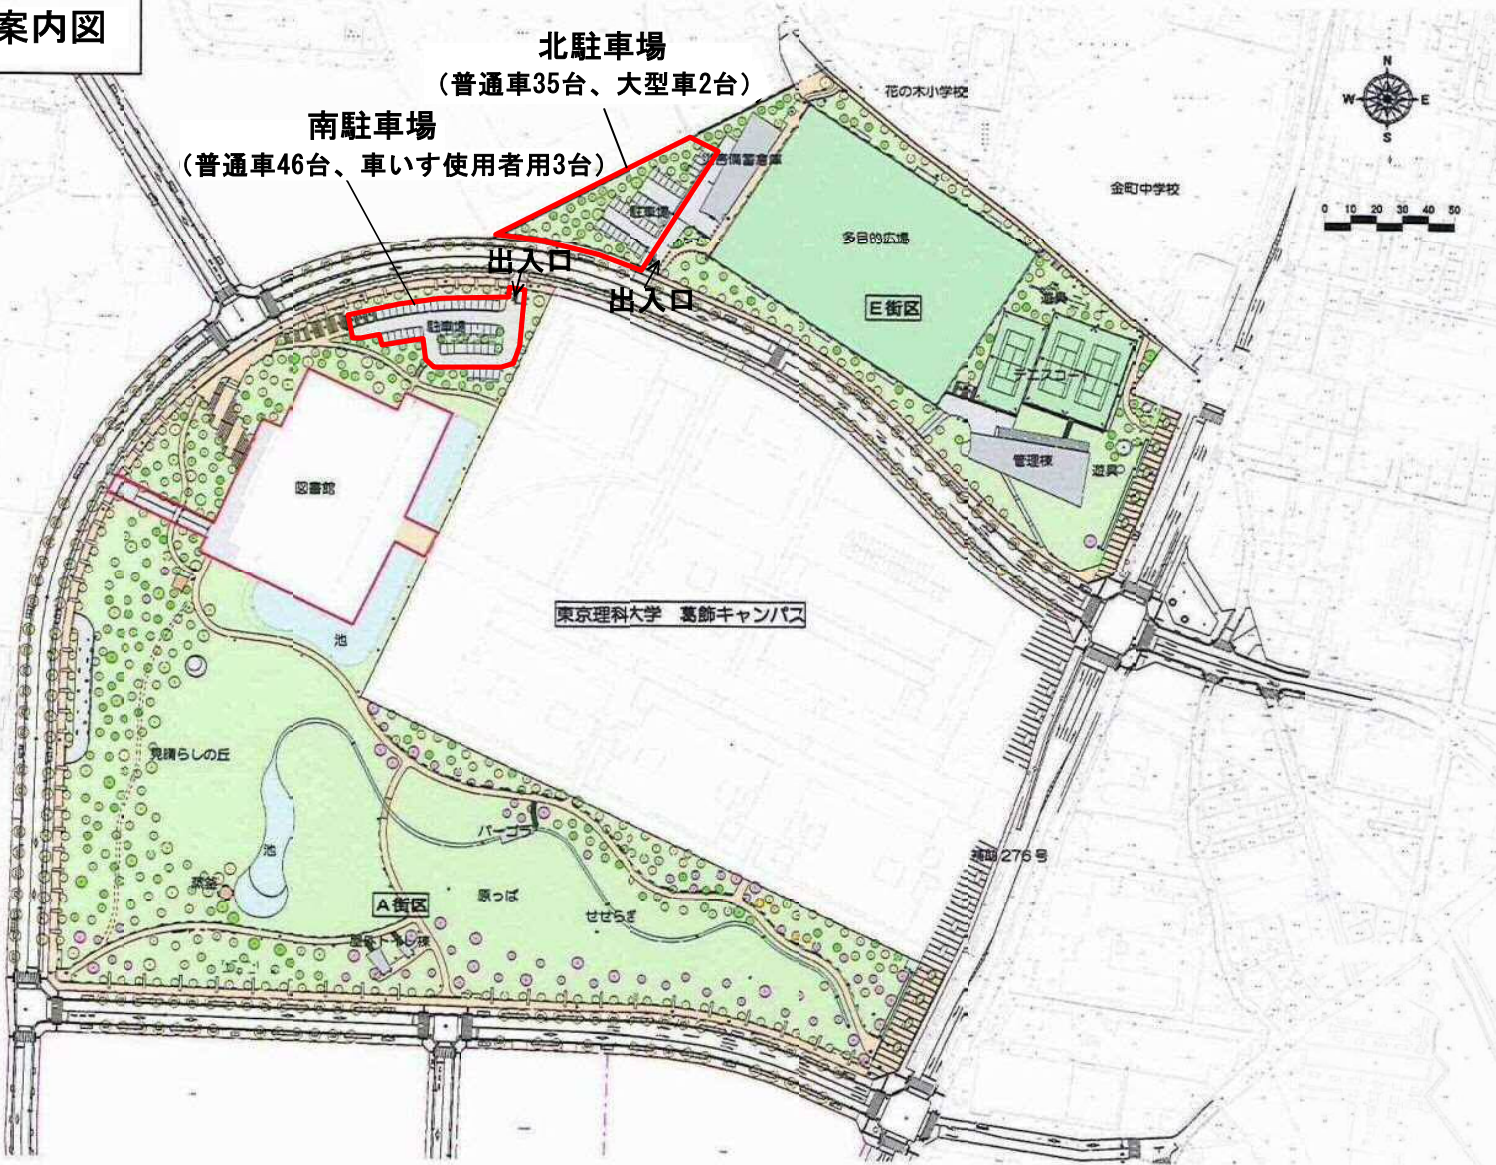 案内図
北駐車場
(普通車35台、大型車2台)
南駐車場
(普通車46台、車いす使用者用3台)
花の木小学校
金町中学校
N
W E
S
0 10 20 30 40 50
災害備蓄倉庫
駐車場
多目的広場
出入口
出入口
E街区
遊具
駐車場
テニスコート
管理棟
遊具
図書館
東京理科大学 葛飾キャンパス
池
見晴らしの丘
パーゴラ
池
補助276号
原っぱ
A街区
せせらぎ